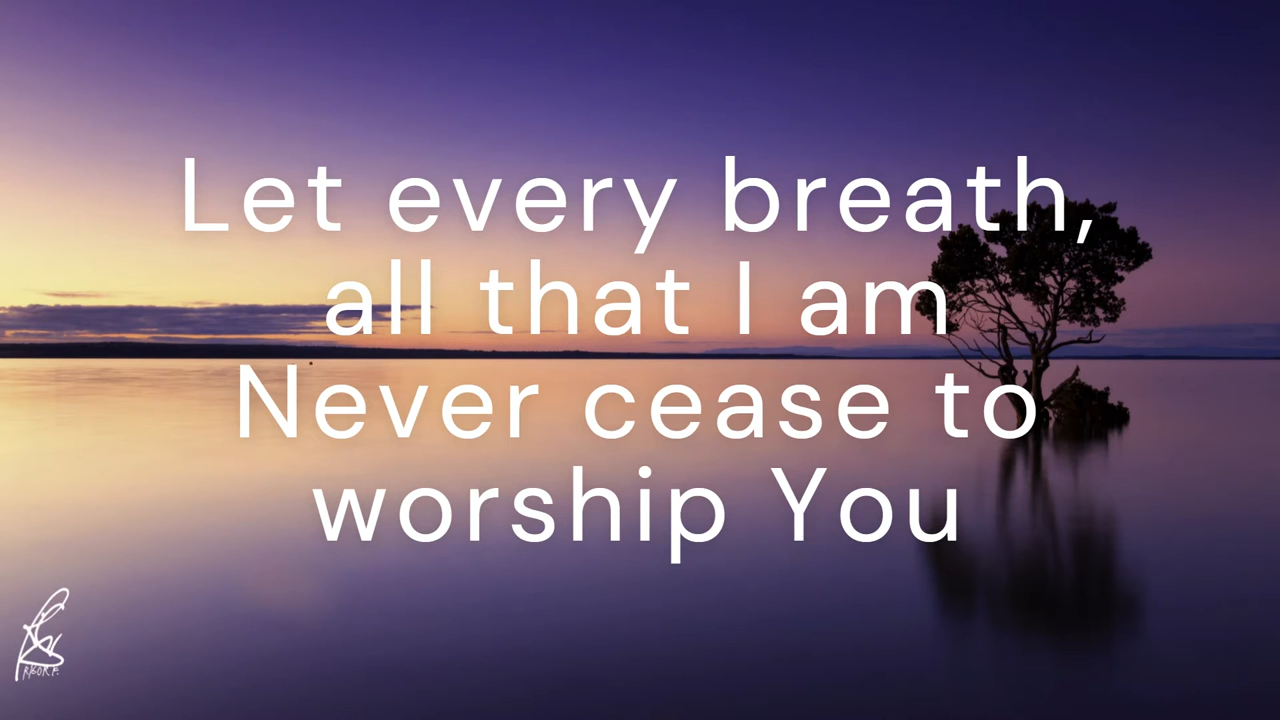 Let every breath,
all that I am
Never cease to
worship You